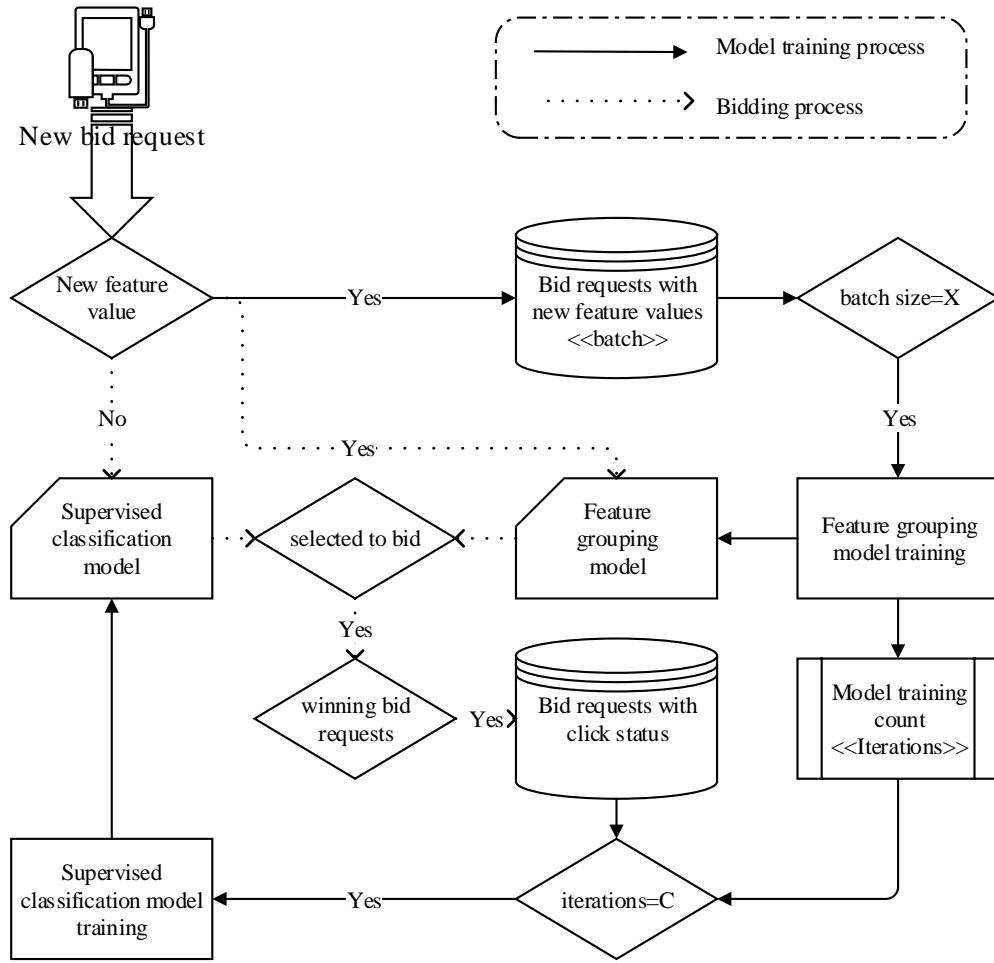 Model training process
Bidding process
New bid request
New feature
value
Yes
Bid requests with
new feature values
<<batch>>
batch size=X
No
Yes
Yes
Supervised
classification
model
selected to bid
Feature
grouping
model
Feature grouping
model training
Yes
winning bid
requests
Yes
Bid requests with
click status
Model training
count
<<Iterations>>
Supervised
classification model
training
Yes
iterations=C